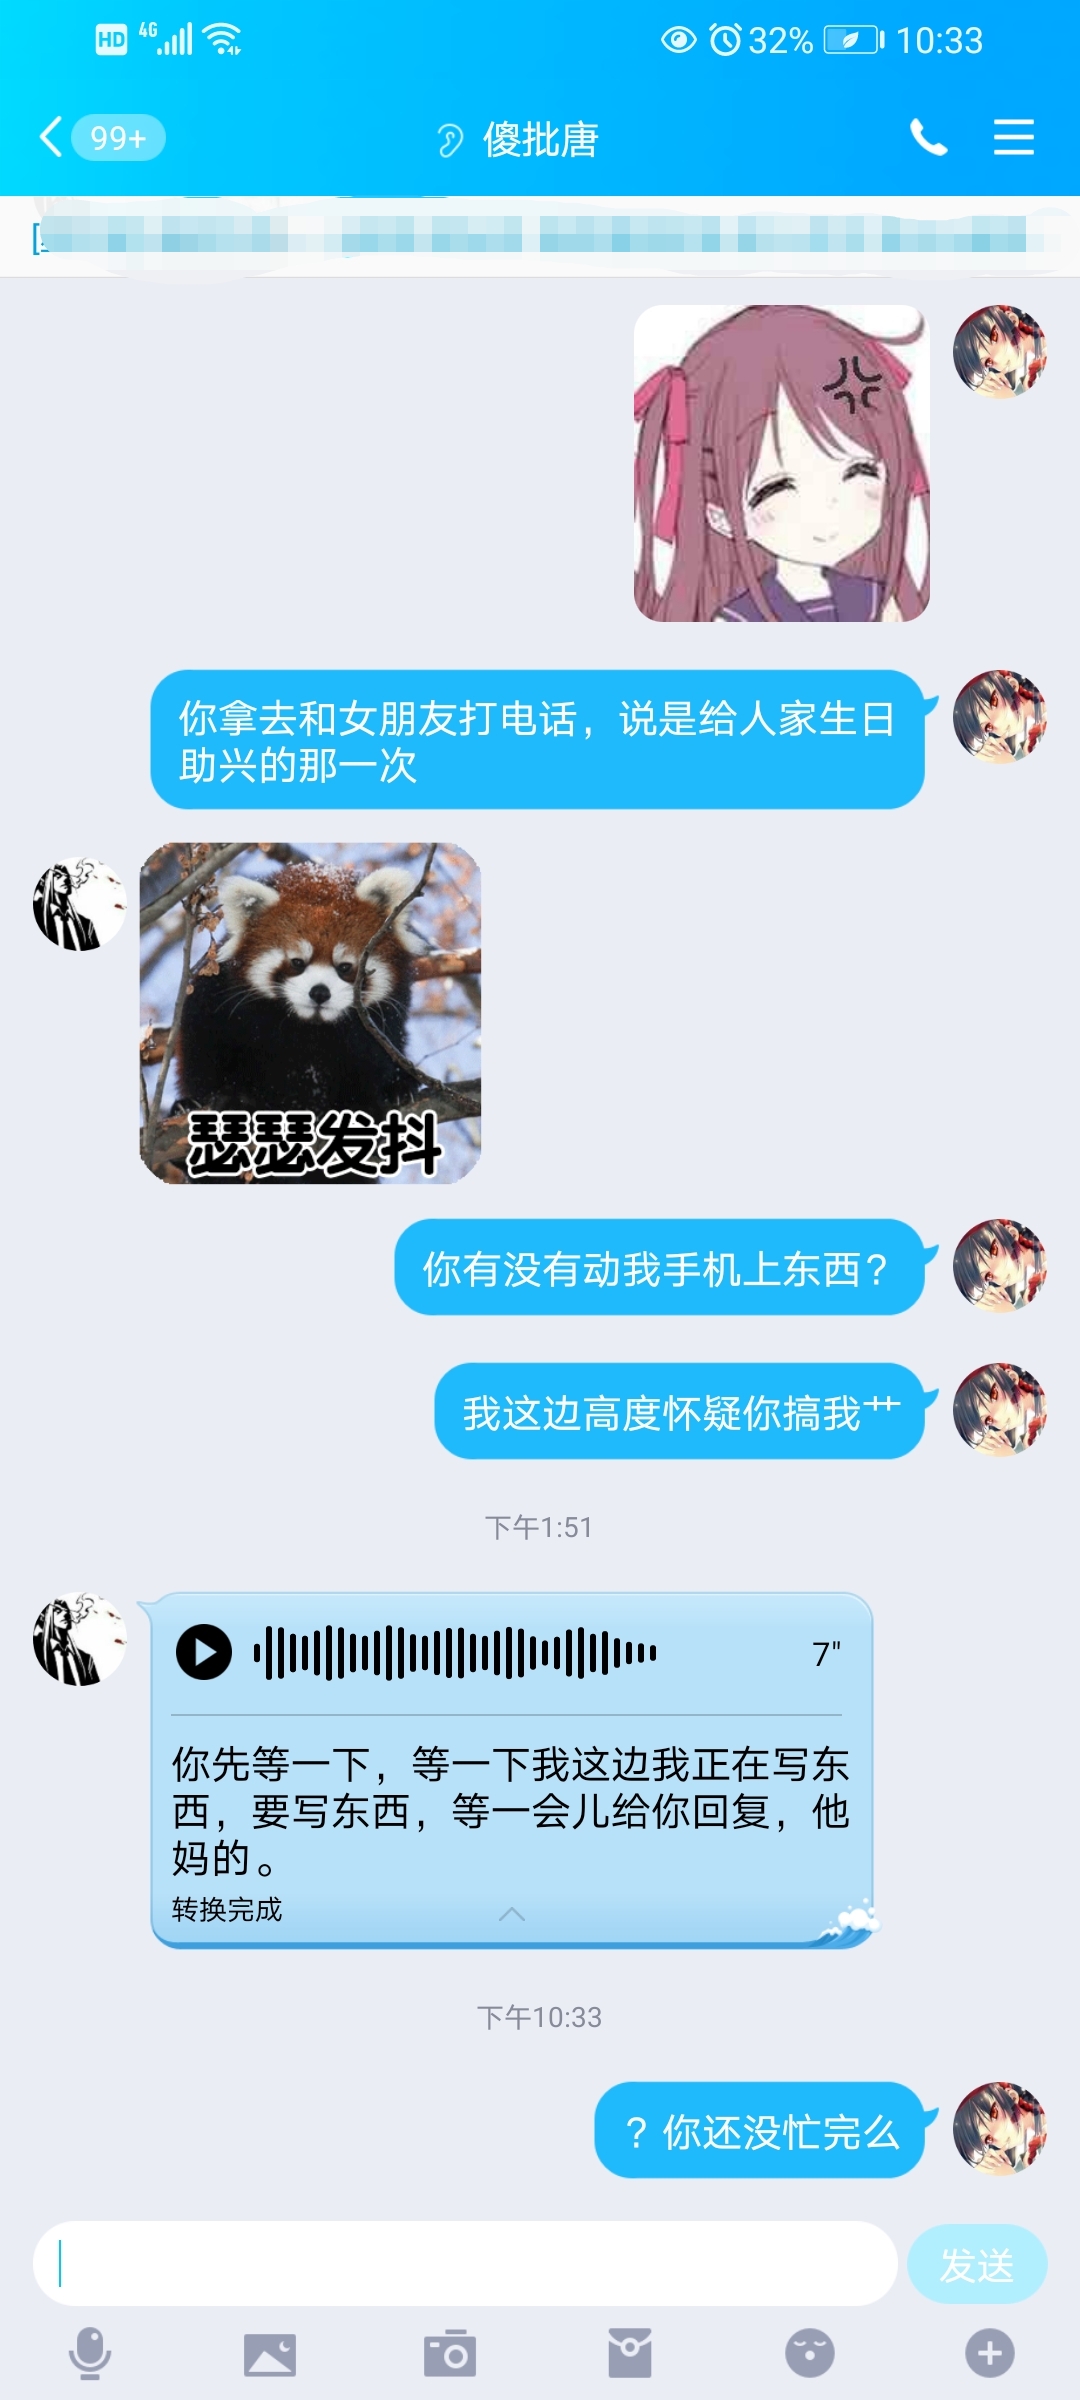 HD 4G 32% 10:33
99+ 傻批唐
[
你拿去和女朋友打电话，说是给人家生日
助兴的那一次
瑟瑟发抖
你有没有动我手机上东西？
我这边高度怀疑你搞我艹
下午1:51
7"
你先等一下，等一下我这边我正在写东
西，要写东西，等一会儿给你回复，他
妈的。
转换完成
下午10:33
？你还没忙完么
发送